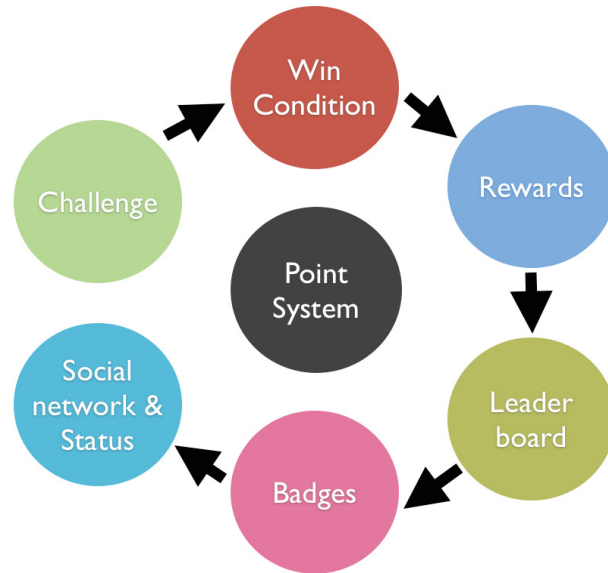 Win
Condition
Rewards
Leader
board
Badges
Social
network &
Status
Challenge
Point
System